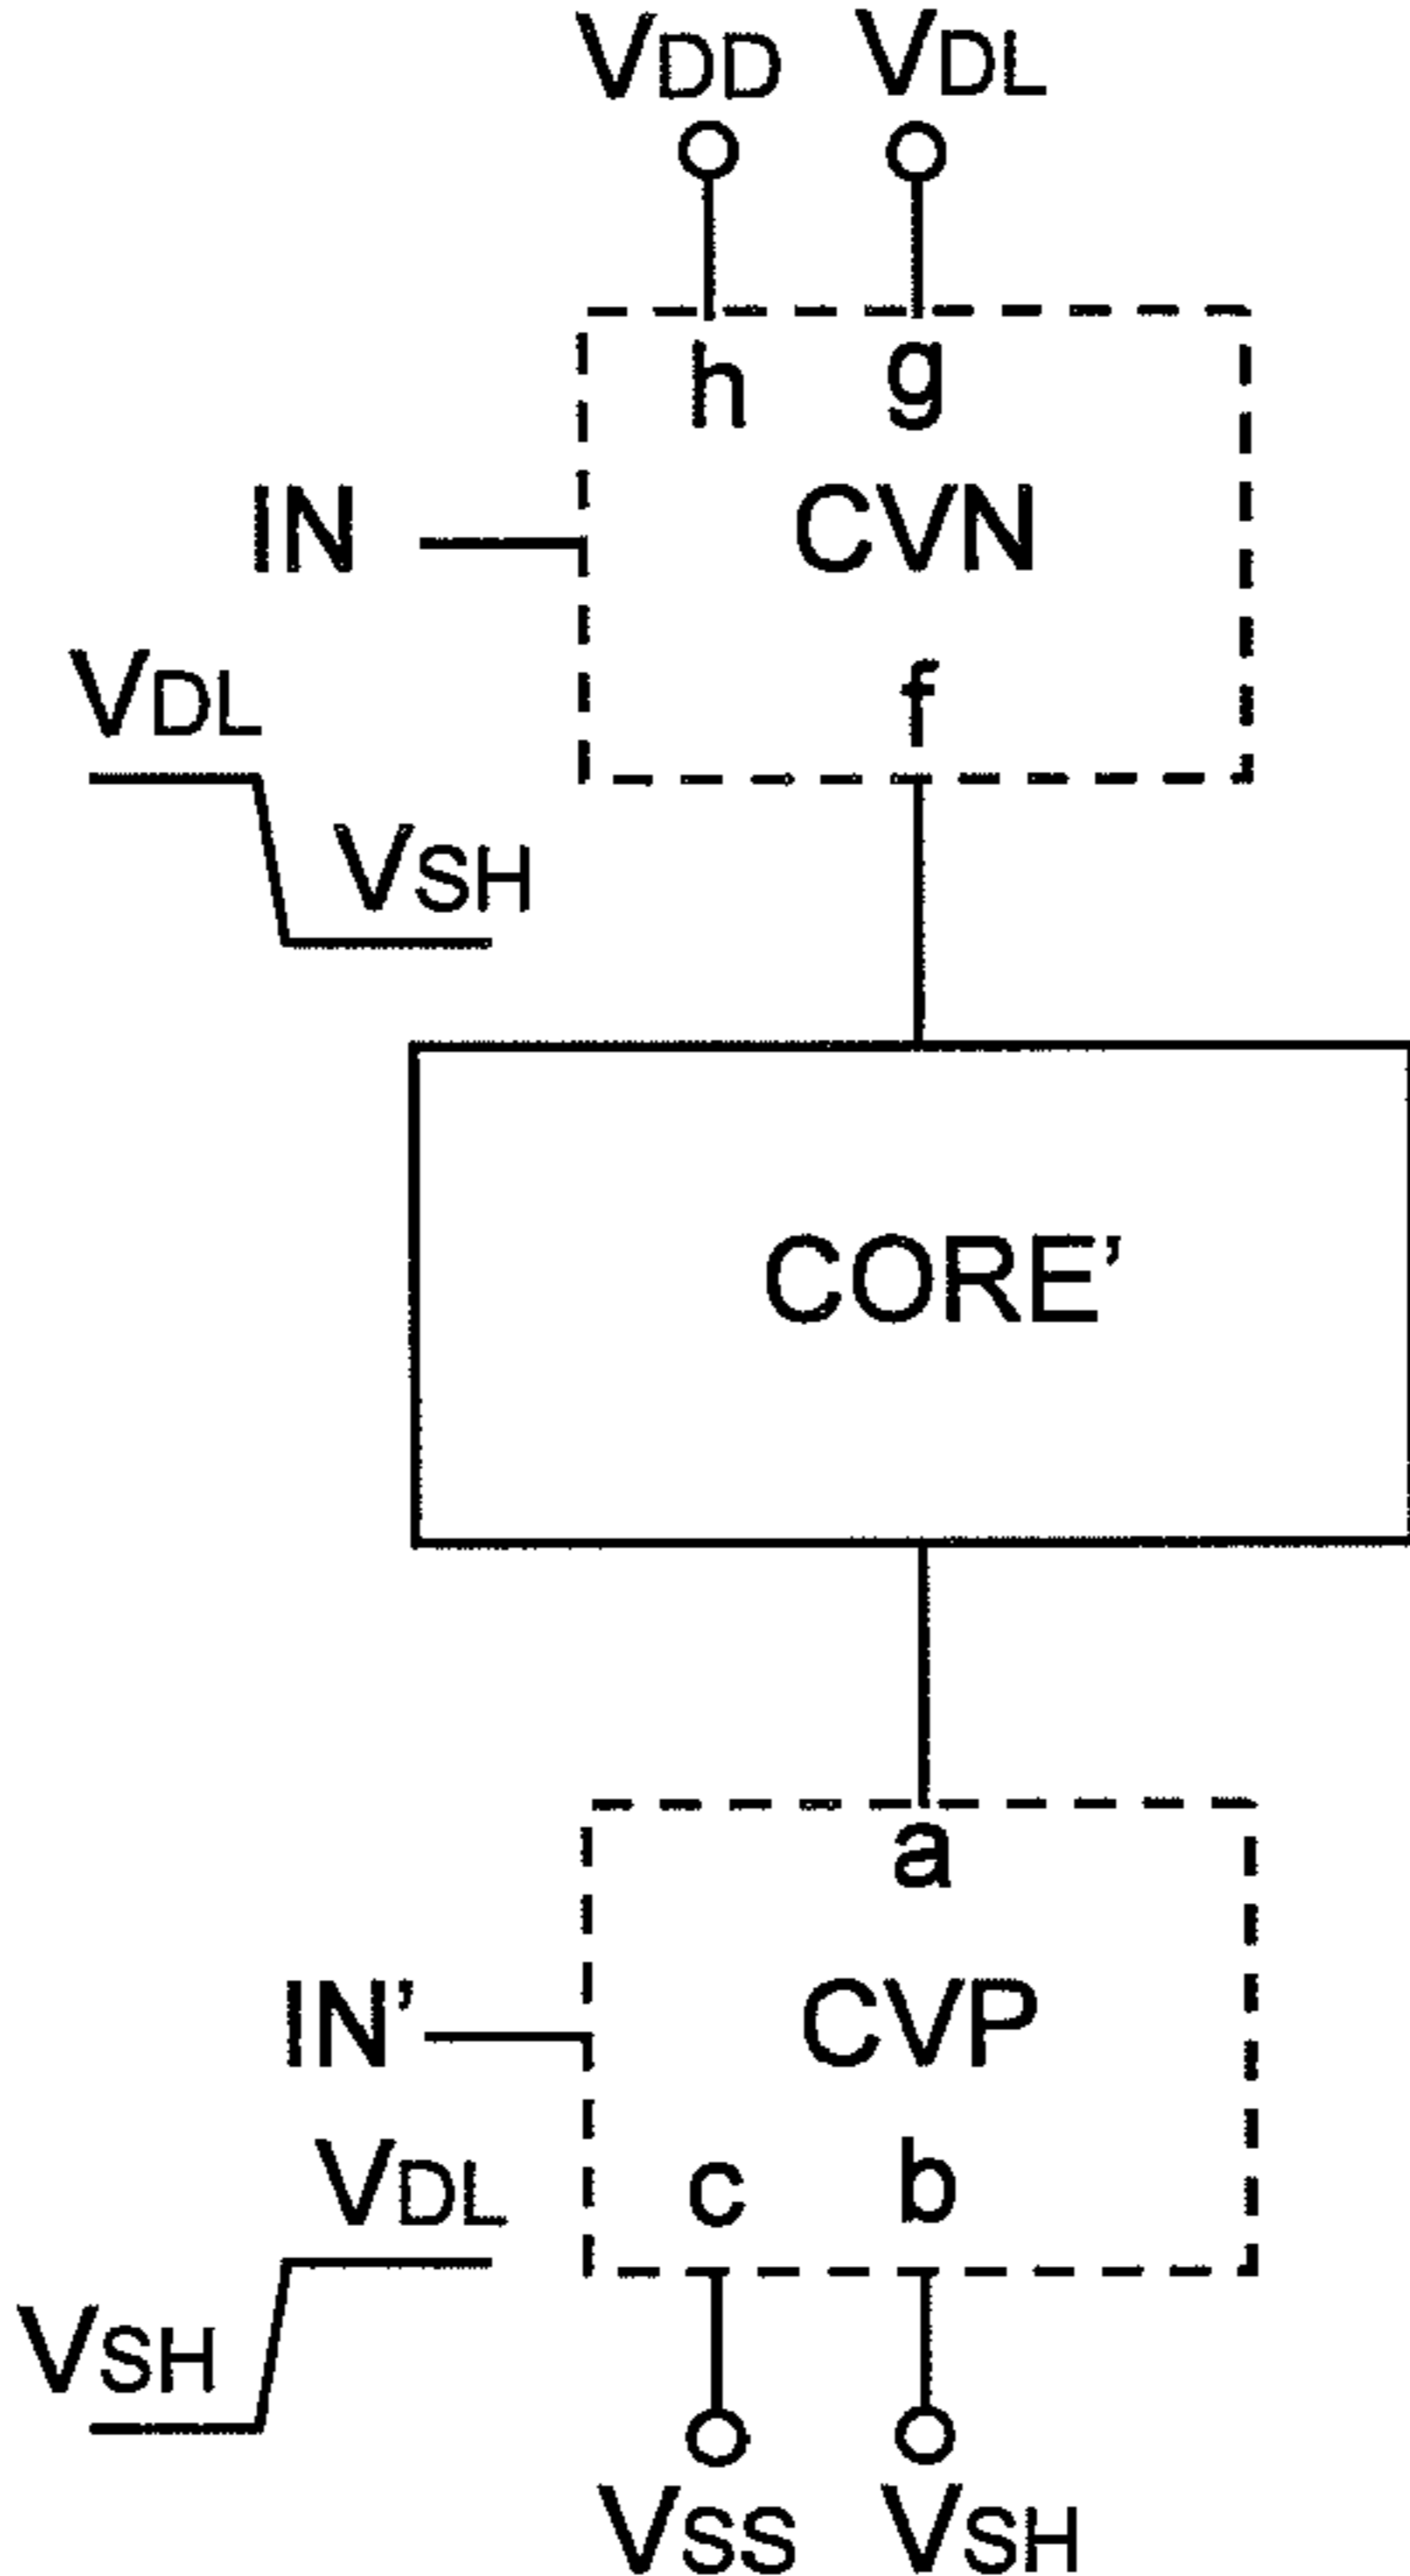 VDD VDL
h g
IN CVN
f
VDL
VSH
CORE'
a
IN' CVP
c b
VDL
VSH
VSS VSH